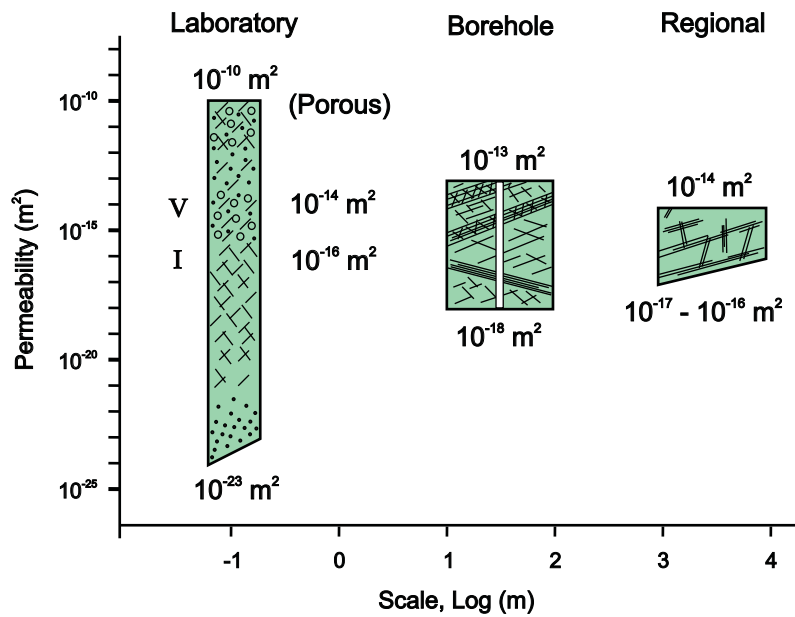 Laboratory Borehole Regional
10⁻¹⁰ m²
10⁻¹⁰ (Porous)
10⁻¹³ m²
10⁻¹⁴ m²
V 10⁻¹⁴ m²
10⁻¹⁵
I 10⁻¹⁶ m²
10⁻¹⁷ - 10⁻¹⁶ m²
10⁻¹⁸ m²
10⁻²⁰
10⁻²³ m²
10⁻²⁵
Permeability (m²)
-1 0 1 2 3 4
Scale, Log (m)